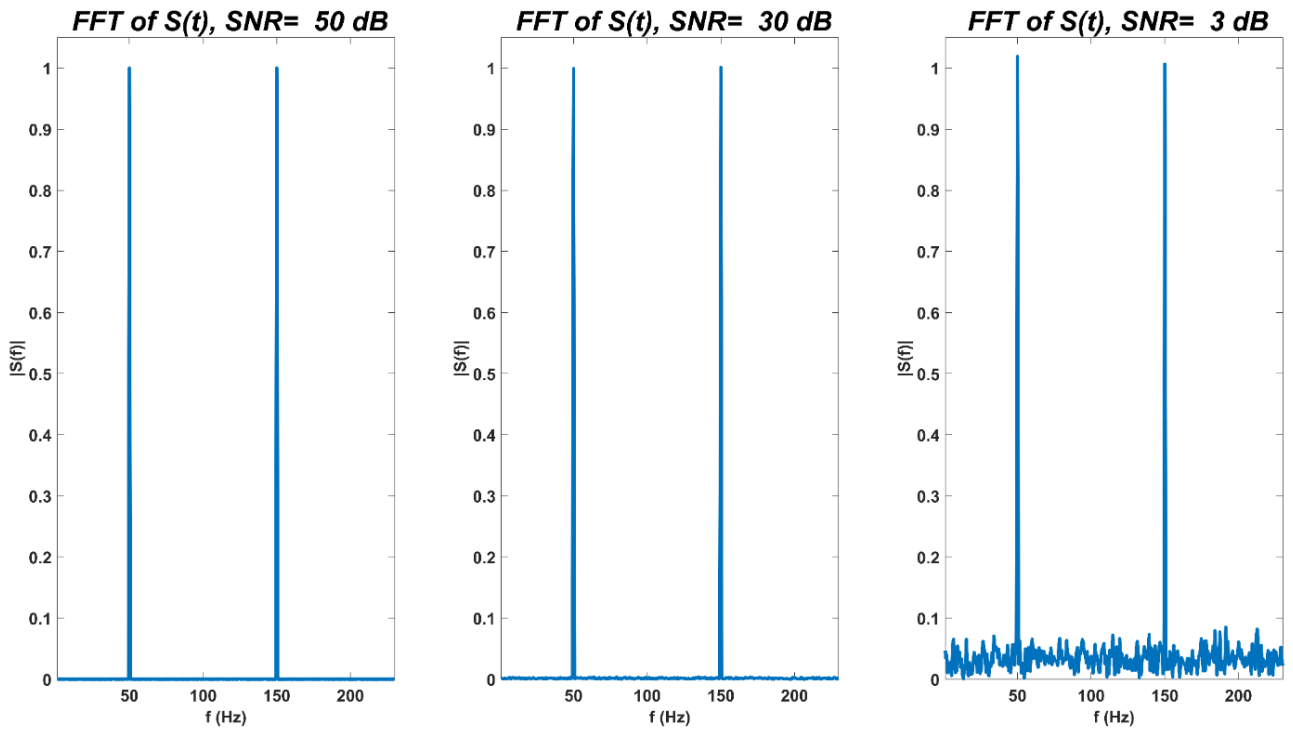 FFT of S(t), SNR= 50 dB
|S(f)|
1
0.9
0.8
0.7
0.6
0.5
0.4
0.3
0.2
0.1
0
50 100 150 200
f (Hz)
FFT of S(t), SNR= 30 dB
|S(f)|
1
0.9
0.8
0.7
0.6
0.5
0.4
0.3
0.2
0.1
0
50 100 150 200
f (Hz)
FFT of S(t), SNR= 3 dB
|S(f)|
1
0.9
0.8
0.7
0.6
0.5
0.4
0.3
0.2
0.1
0
50 100 150 200
f (Hz)